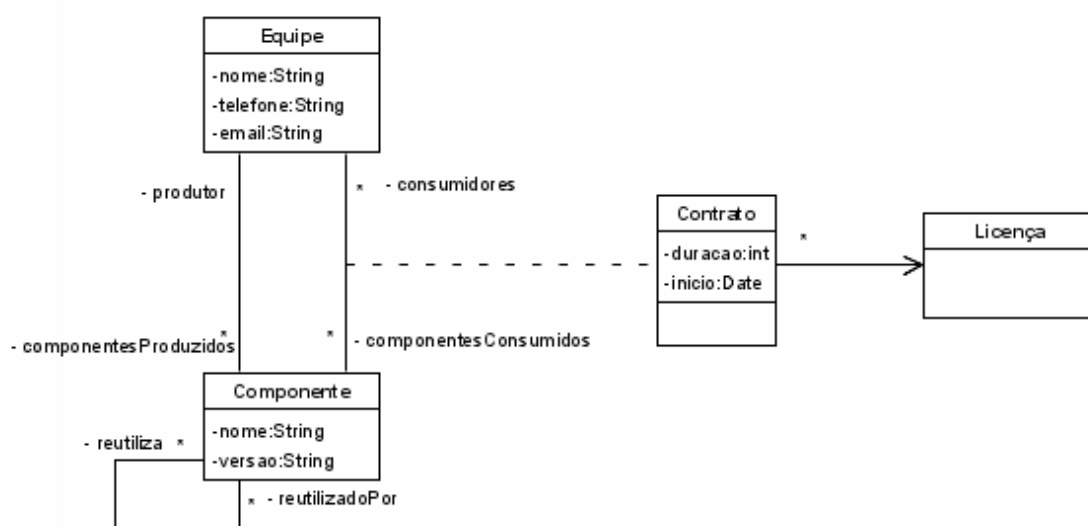 Equipe
-nome:String
-telefone:String
-email:String
- produtor
* - consumidores
Contrato
-duracao:int
-inicio:Date
*
Licença
*
- componentesProduzidos
* - componentesConsumidos
Componente
-nome:String
-versao:String
- reutiliza *
* - reutilizadoPor